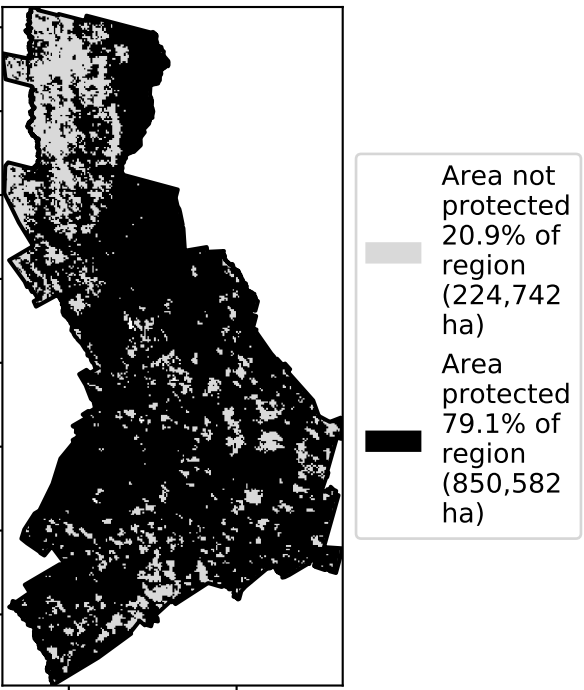 Area not
protected
20.9% of
region
(224,742
ha)
Area
protected
79.1% of
region
(850,582
ha)